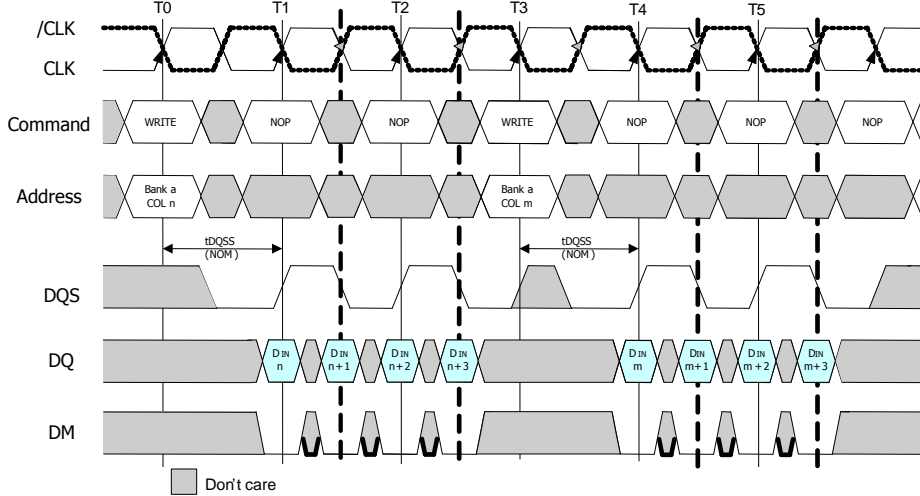 T0 T1 T2 T3 T4 T5
/CLK
CLK
Command WRITE NOP NOP WRITE NOP NOP NOP
Address Bank a COL n Bank a COL m
tDQSS (NOM) tDQSS (NOM)
DQS
DQ DIN n DIN n+1 DIN n+2 DIN n+3 DIN m DIN m+1 DIN m+2 DIN m+3
DM
Don't care